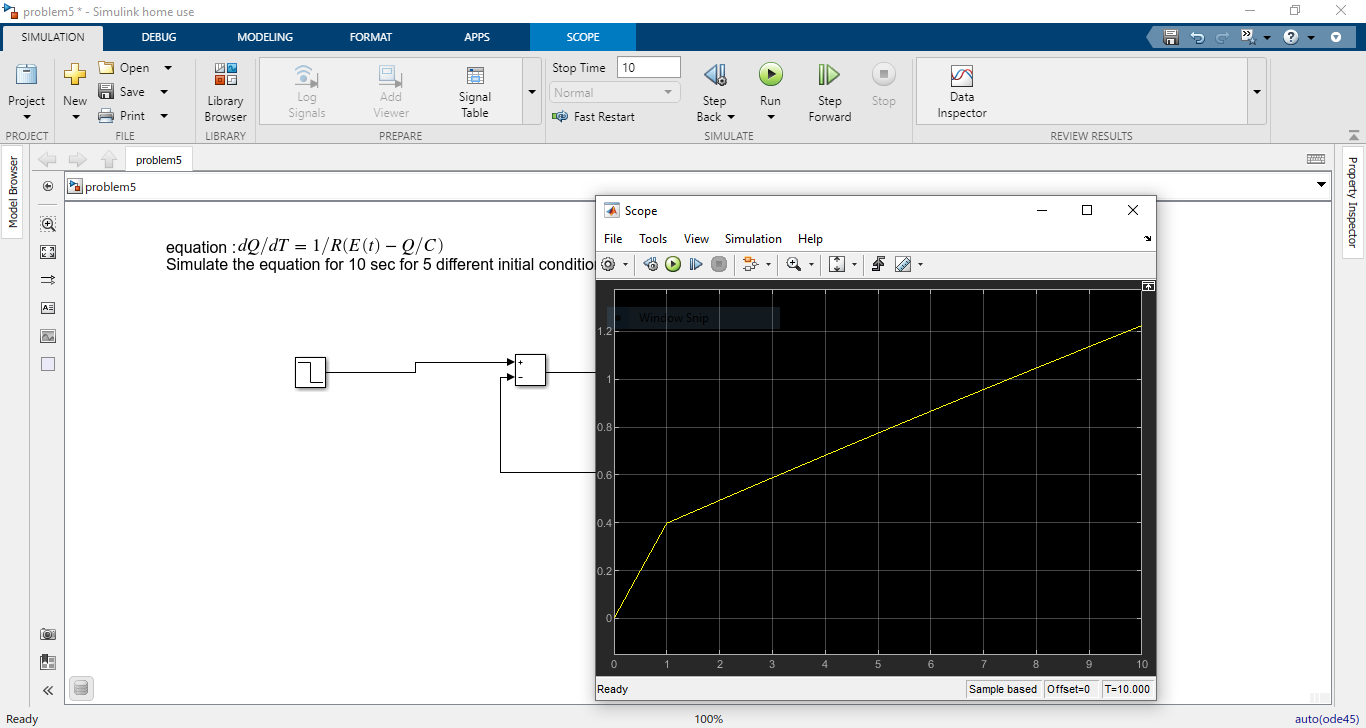 problem5 * - Simulink home use
SIMULATION DEBUG MODELING FORMAT APPS SCOPE
Project
New
Open
Save
Print
Library Browser
Log Signals
Add Viewer
Signal Table
Stop Time 10
Normal
Fast Restart
Step Back
Run
Step Forward
Stop
Data Inspector
PROJECT FILE LIBRARY PREPARE SIMULATE REVIEW RESULTS
Model Browser
problem5
problem5
Property Inspector
equation : dQ/dT = 1/R(E(t) − Q/C)
Simulate the equation for 10 sec for 5 different initial conditio
+
−
Scope
File Tools View Simulation Help
Window Snip
1.2
1
0.8
0.6
0.4
0.2
0
0 1 2 3 4 5 6 7 8 9 10
Ready Sample based Offset=0 T=10.000
Ready 100% auto(ode45)